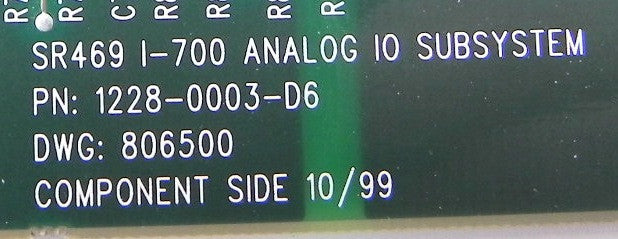 SR469 I-700 ANALOG IO SUBSYSTEM
PN: 1228-0003-D6
DWG: 806500
COMPONENT SIDE 10/99